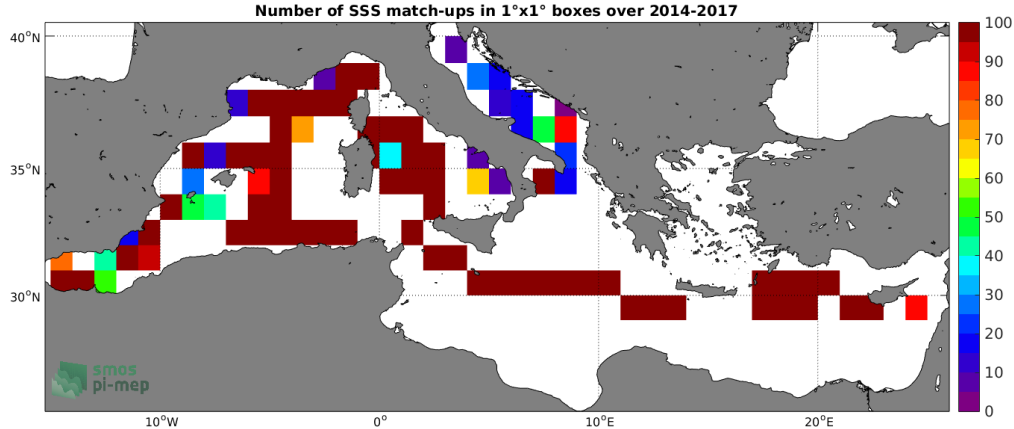 Number of SSS match-ups in 1°x1° boxes over 2014-2017
40°N
35°N
30°N
10°W
0°
10°E
20°E
100
90
80
70
60
50
40
30
20
10
0
smos
pi-mep